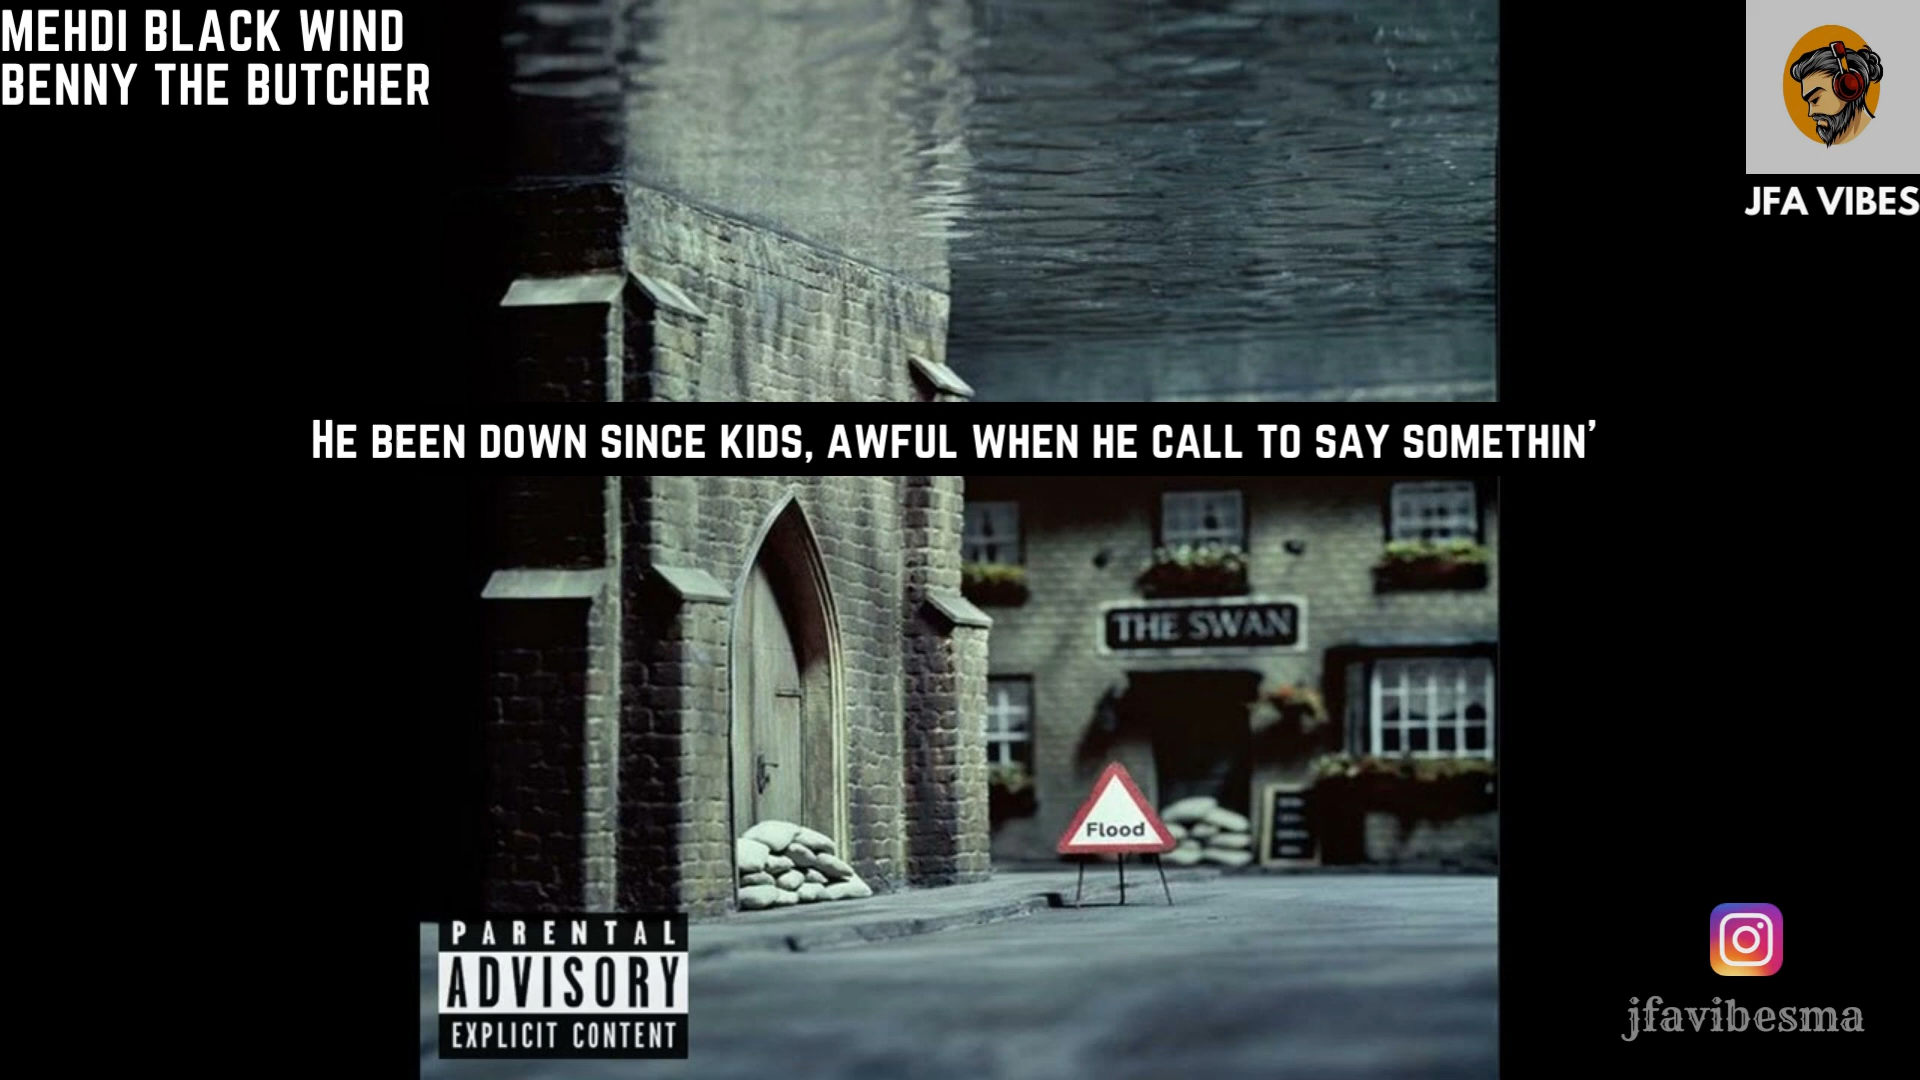 MEHDI BLACK WIND
BENNY THE BUTCHER
JFA VIBES
HE BEEN DOWN SINCE KIDS, AWFUL WHEN HE CALL TO SAY SOMETHIN'
THE SWAN
Flood
PARENTAL
ADVISORY
EXPLICIT CONTENT
jfavibesma